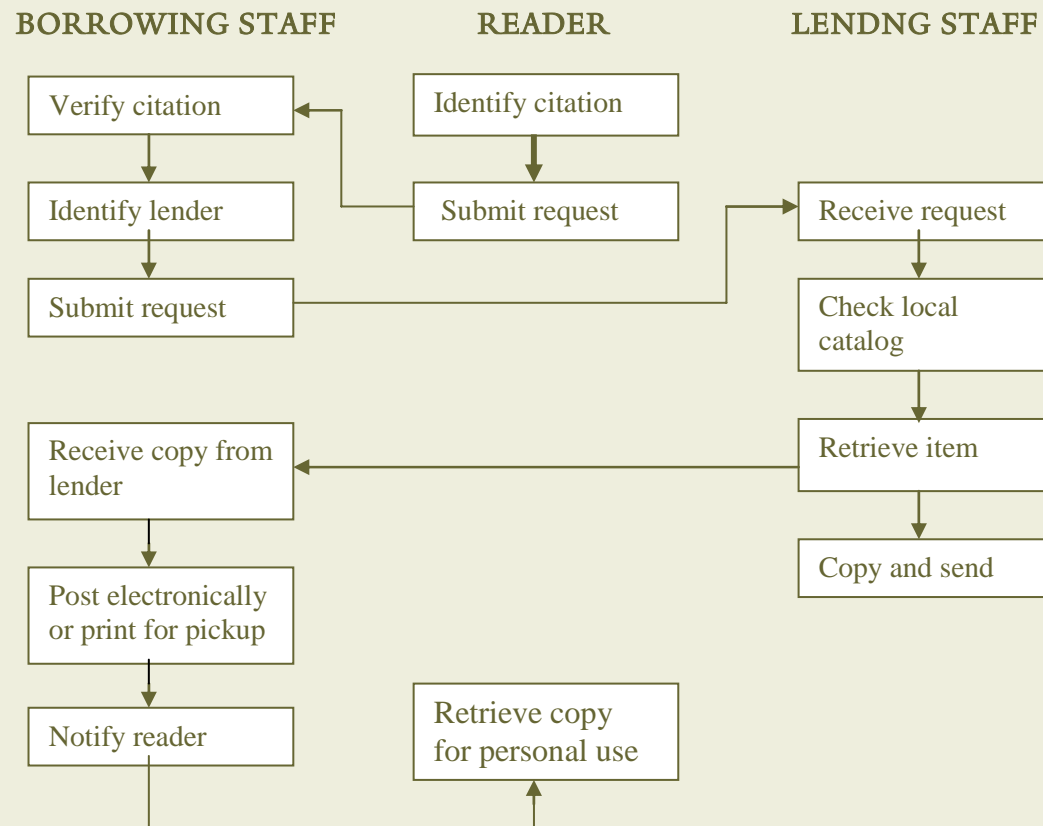 BORROWING STAFF
READER
LENDNG STAFF
Verify citation
Identify citation
Identify lender
Submit request
Receive request
Submit request
Check local
catalog
Receive copy from
lender
Retrieve item
Copy and send
Post electronically
or print for pickup
Retrieve copy
for personal use
Notify reader